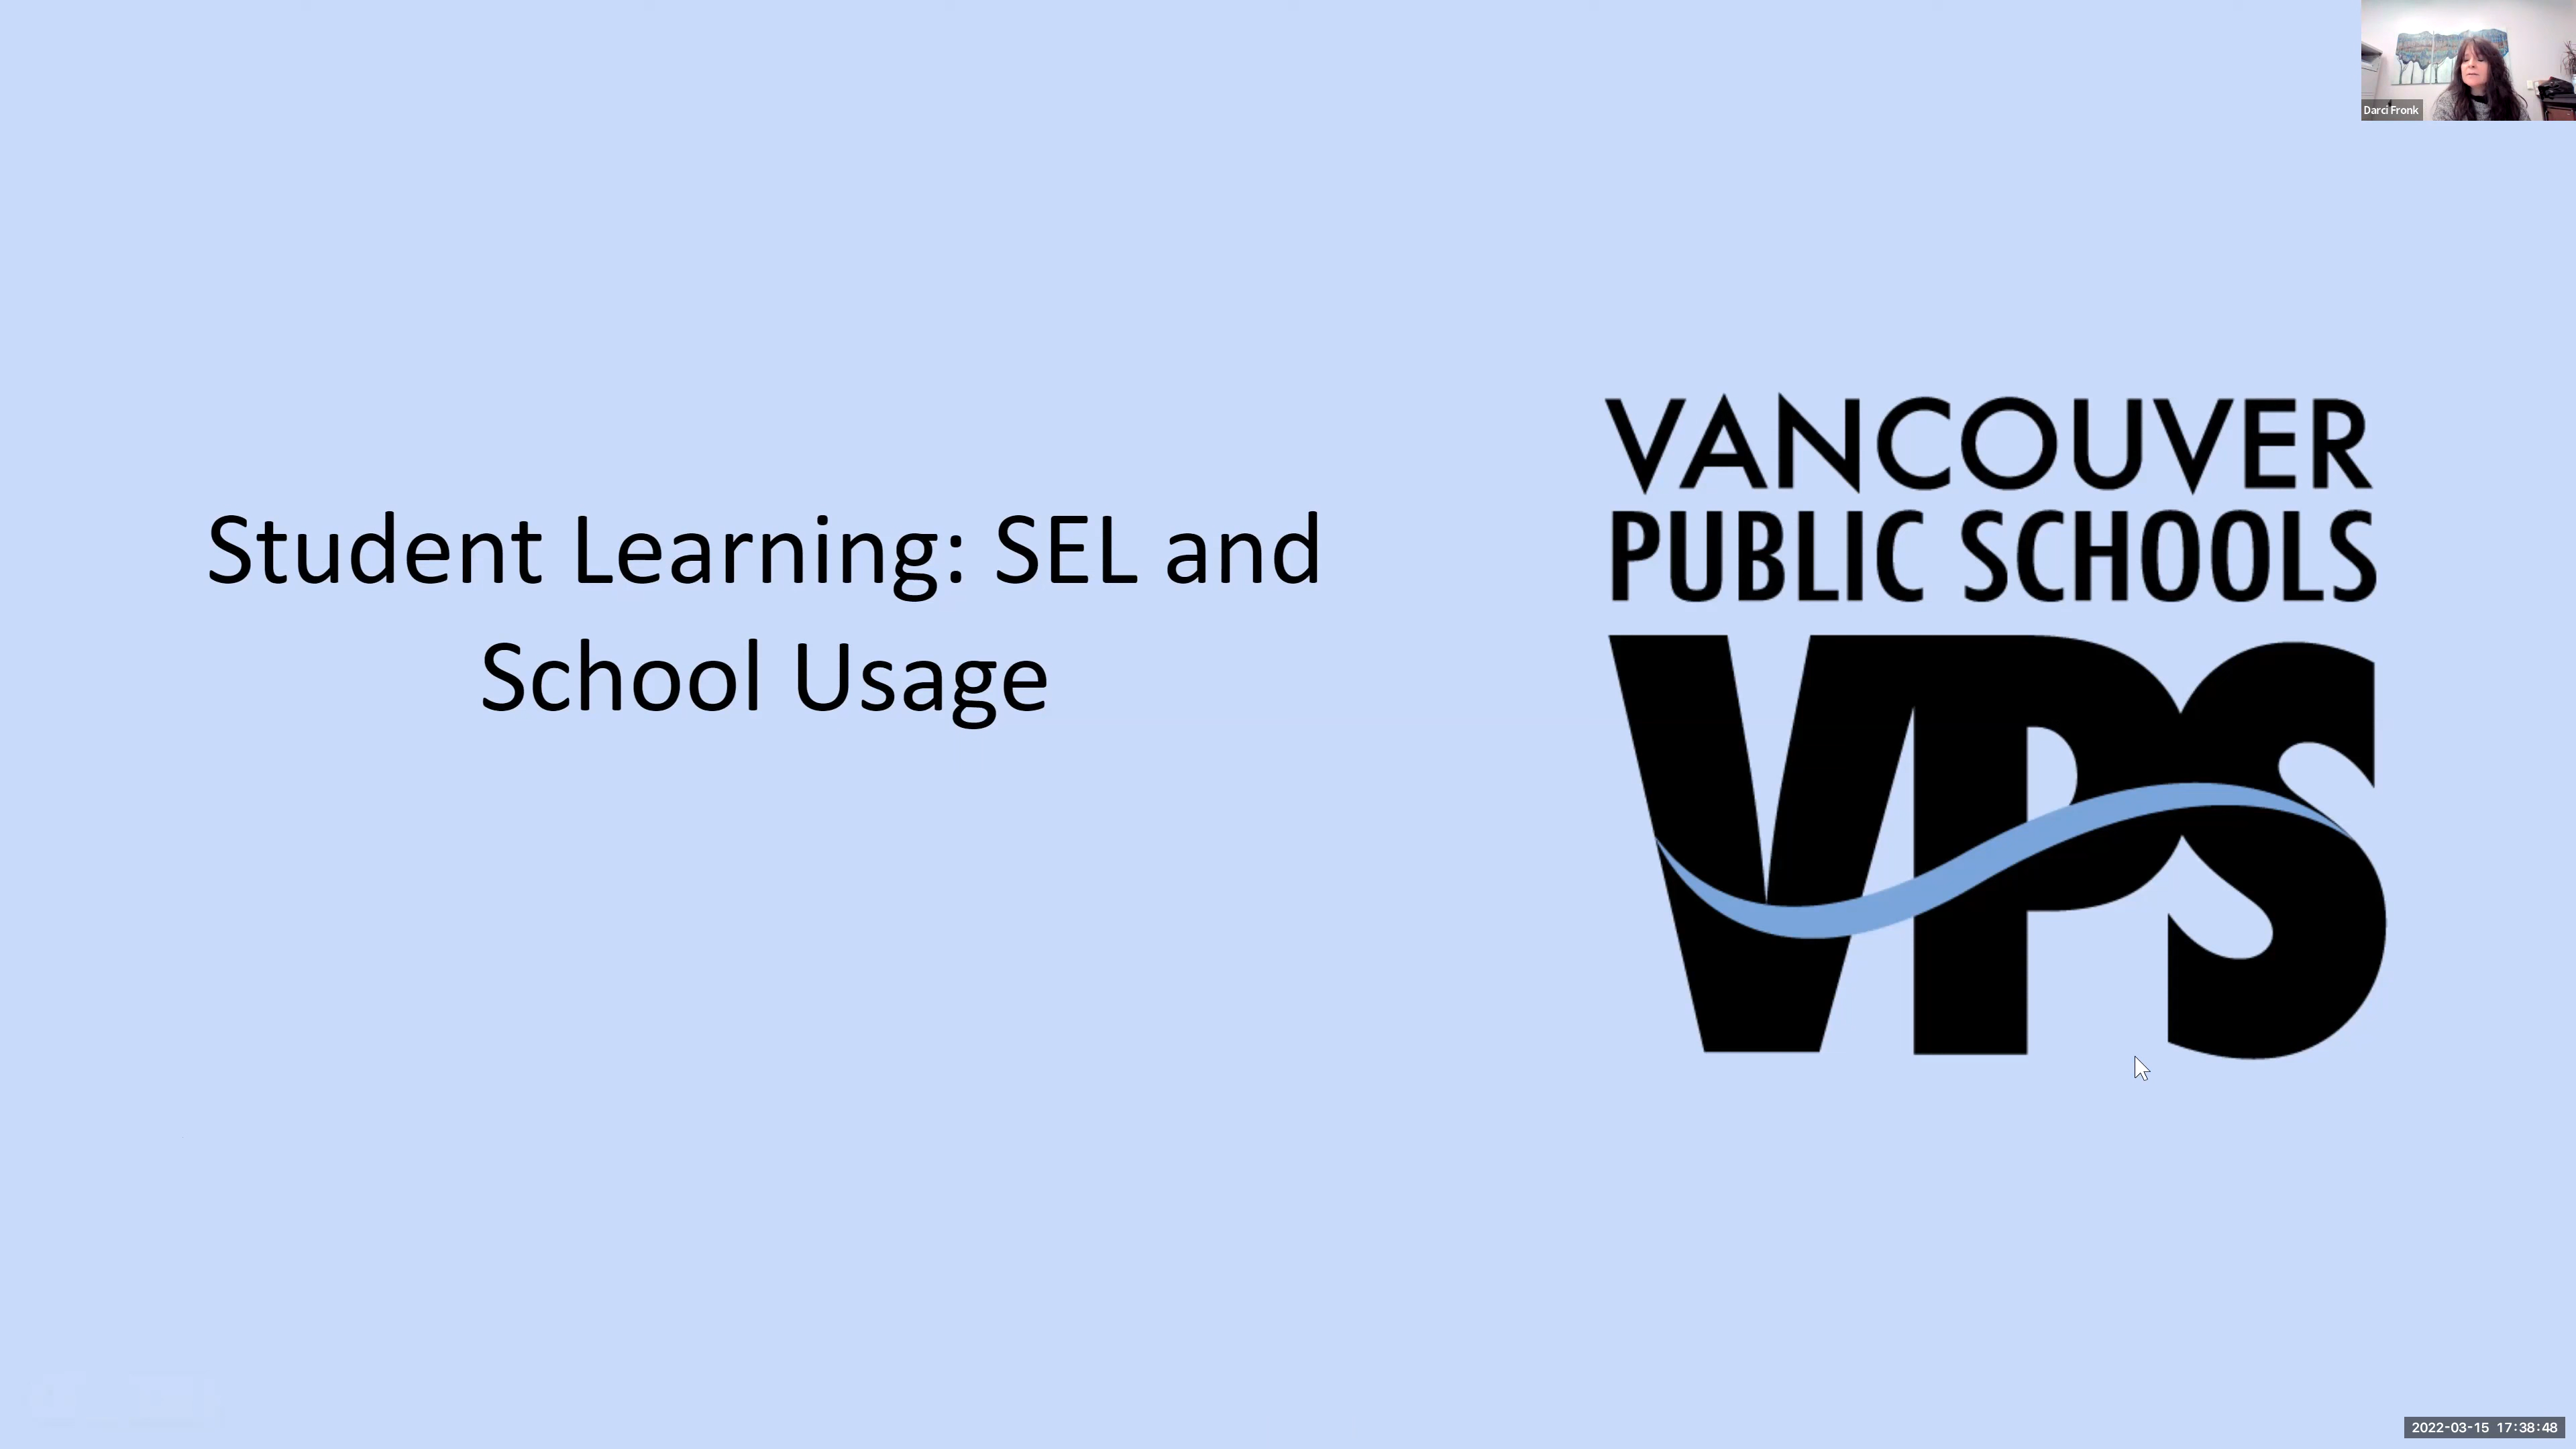 Darci Fronk
Student Learning: SEL and
School Usage
VANCOUVER
PUBLIC SCHOOLS
VPS
2022-03-15 17:38:48